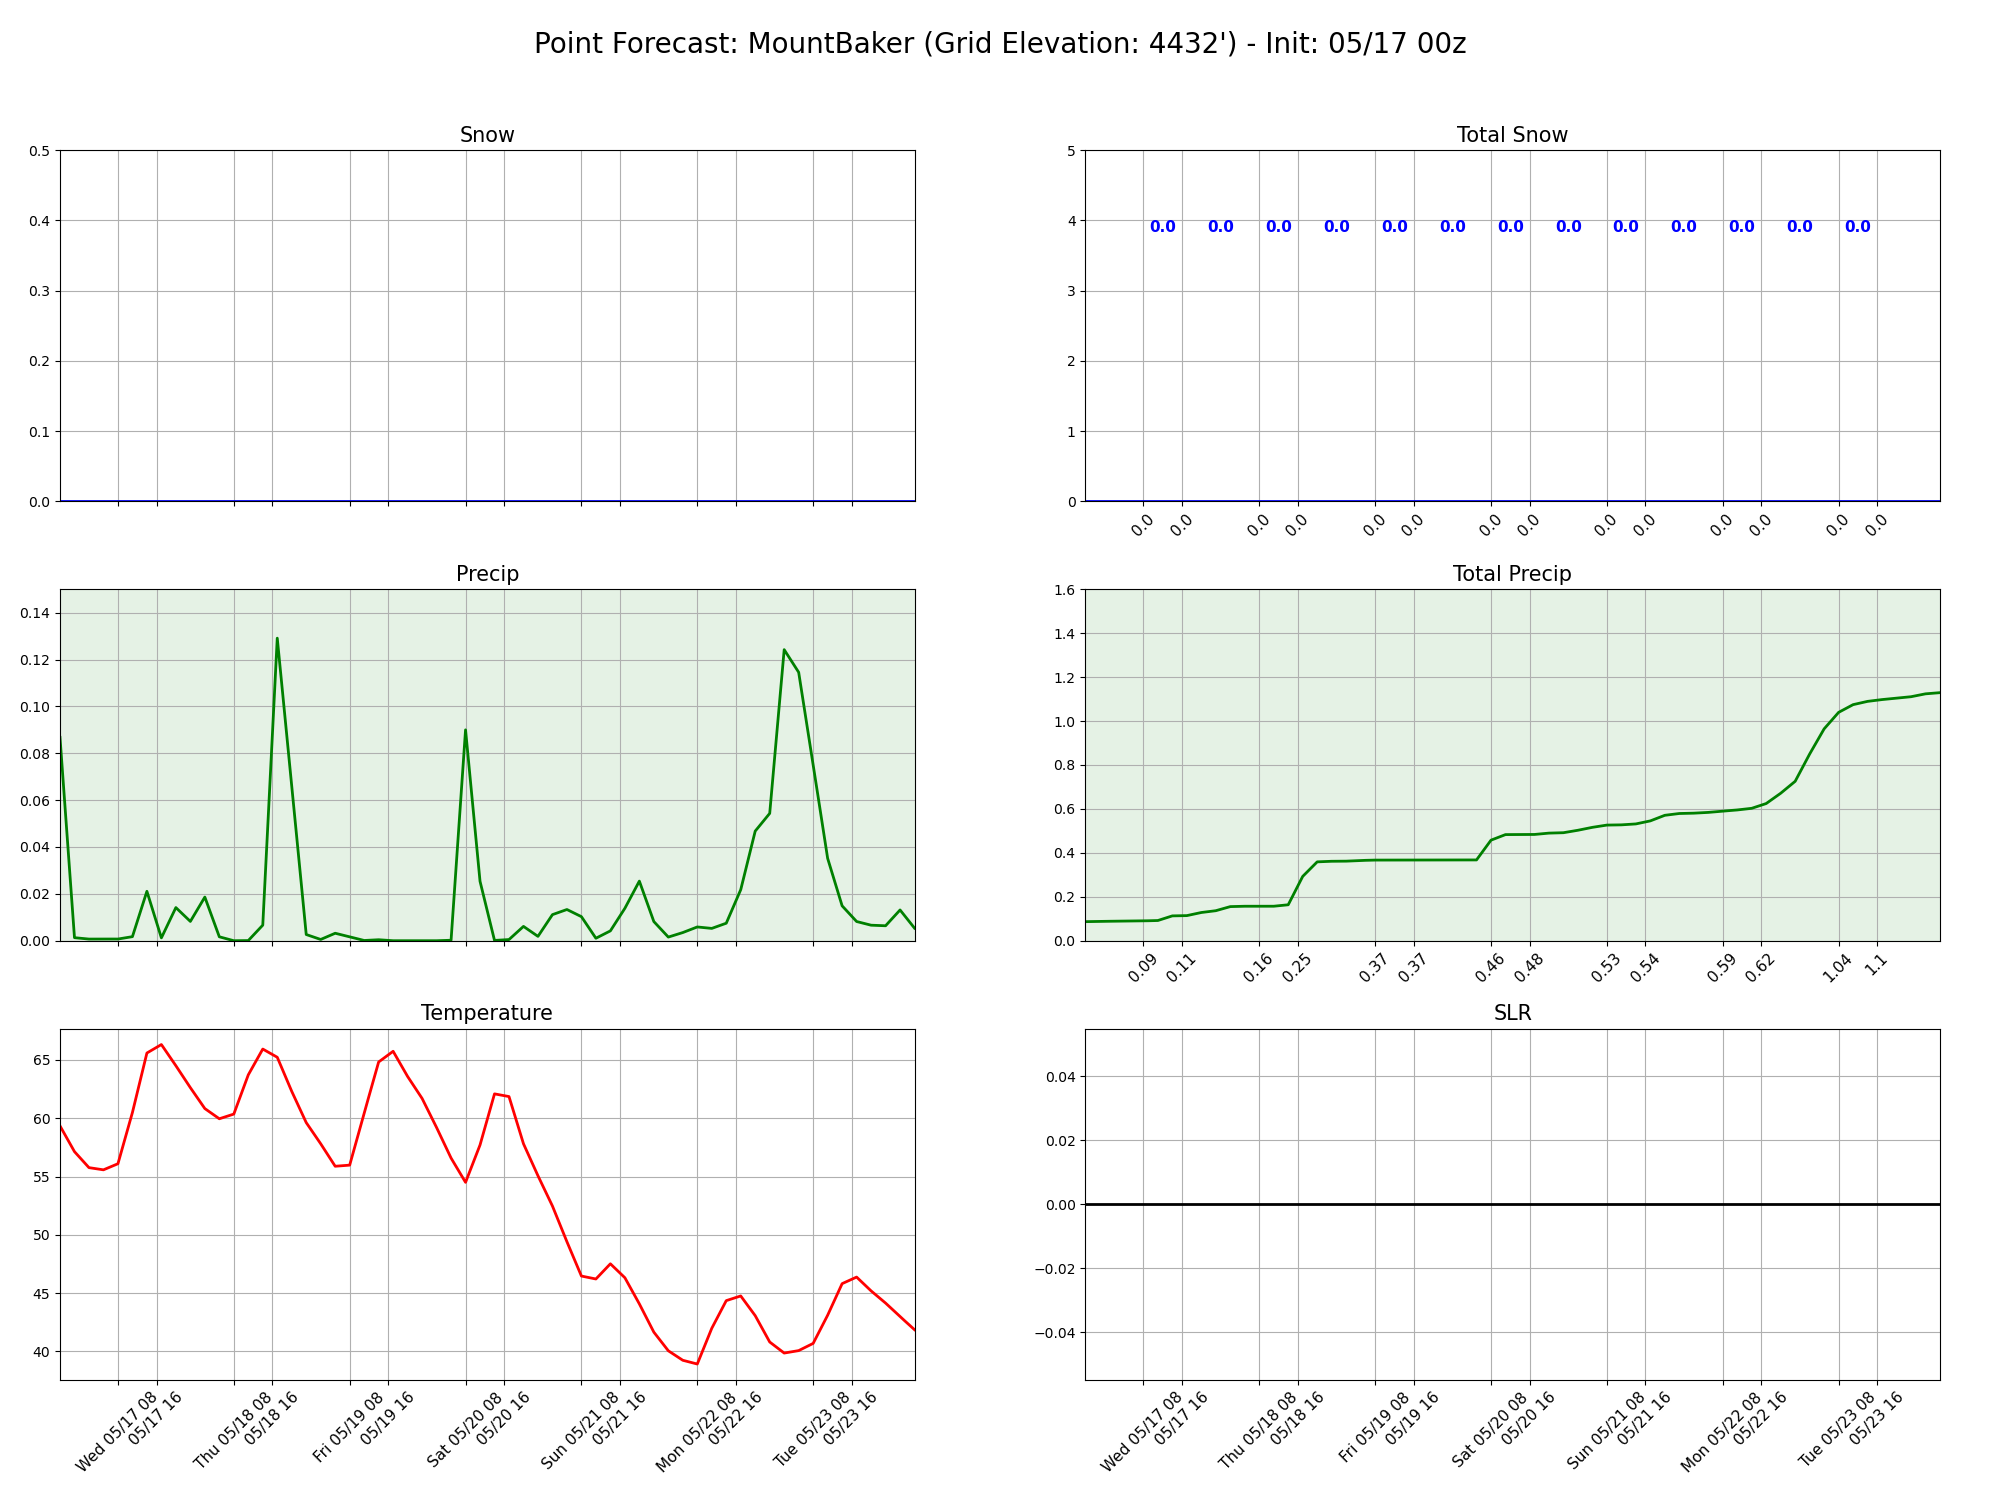 Point Forecast: MountBaker (Grid Elevation: 4432') - Init: 05/17 00z
Snow
0.5
0.4
0.3
0.2
0.1
0.0
Total Snow
5
4
3
2
1
0
0.0 0.0 0.0 0.0 0.0 0.0 0.0 0.0 0.0 0.0 0.0 0.0 0.0
0.0 0.0 0.0 0.0 0.0 0.0 0.0 0.0 0.0 0.0 0.0 0.0 0.0 0.0
Precip
0.14
0.12
0.10
0.08
0.06
0.04
0.02
0.00
Total Precip
1.6
1.4
1.2
1.0
0.8
0.6
0.4
0.2
0.0
0.09 0.11 0.16 0.25 0.37 0.37 0.46 0.48 0.53 0.54 0.59 0.62 1.04 1.1
Temperature
65
60
55
50
45
40
Wed 05/17 08
05/17 16
Thu 05/18 08
05/18 16
Fri 05/19 08
05/19 16
Sat 05/20 08
05/20 16
Sun 05/21 08
05/21 16
Mon 05/22 08
05/22 16
Tue 05/23 08
05/23 16
SLR
0.04
0.02
0.00
−0.02
−0.04
Wed 05/17 08
05/17 16
Thu 05/18 08
05/18 16
Fri 05/19 08
05/19 16
Sat 05/20 08
05/20 16
Sun 05/21 08
05/21 16
Mon 05/22 08
05/22 16
Tue 05/23 08
05/23 16